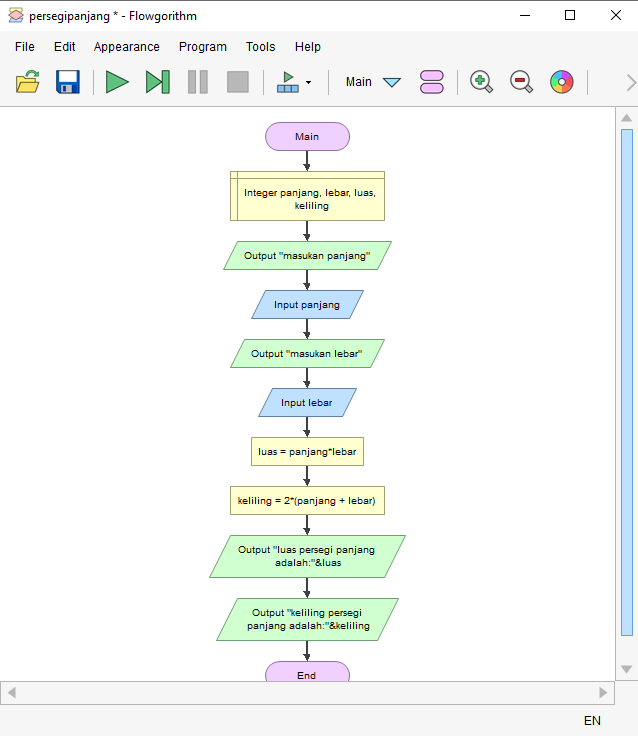 persegipanjang * - Flowgorithm
File Edit Appearance Program Tools Help
Main
Main
Integer panjang, lebar, luas,
keliling
Output "masukan panjang"
Input panjang
Output "masukan lebar"
Input lebar
luas = panjang*lebar
keliling = 2*(panjang + lebar)
Output "luas persegi panjang
adalah:"&luas
Output "keliling persegi
panjang adalah:"&keliling
End
EN